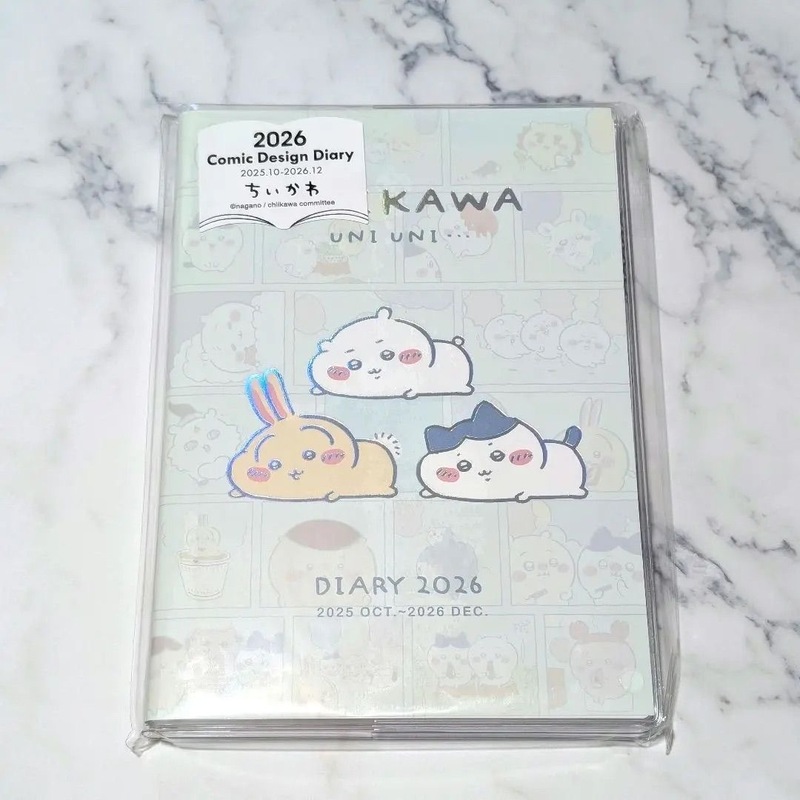 2026
Comic Design Diary
2025.10-2026.12
ちいかわ
©nagano / chiikawa committee
KAWA
UNI UNI…
DIARY 2026
2025 OCT.~2026 DEC.